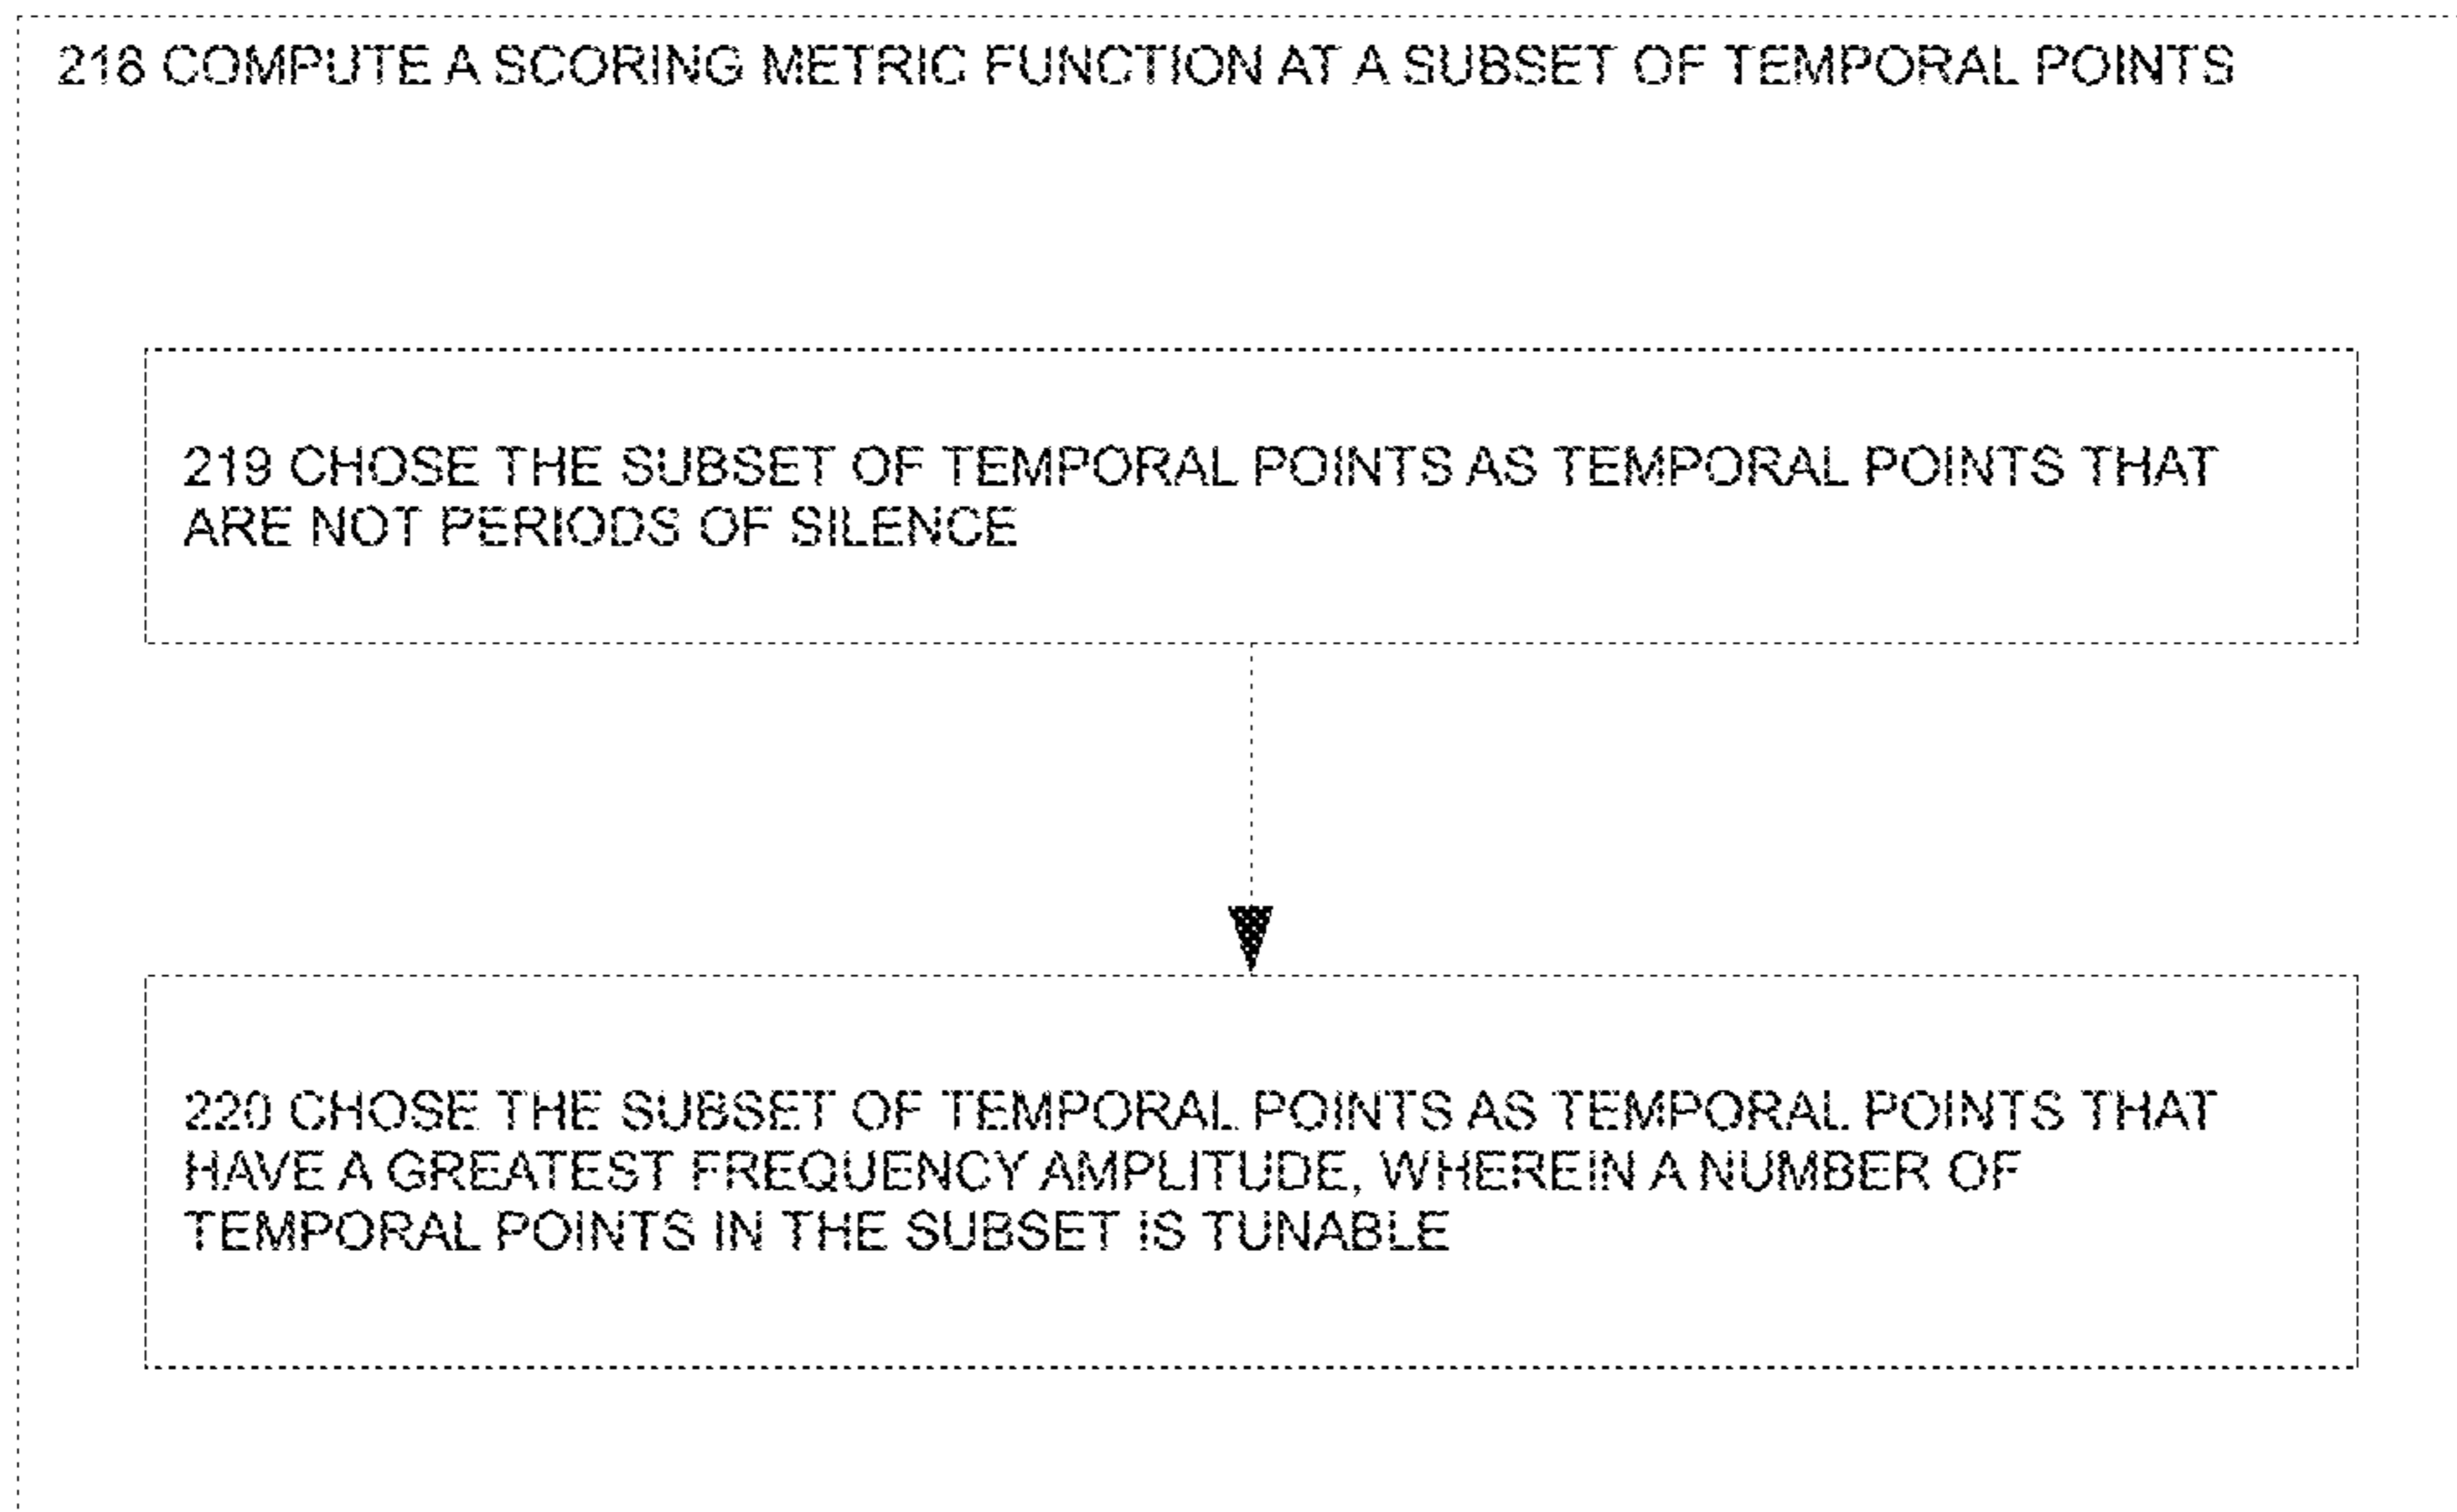 218 COMPUTE A SCORING METRIC FUNCTION AT A SUBSET OF TEMPORAL POINTS
219 CHOSE THE SUBSET OF TEMPORAL POINTS AS TEMPORAL POINTS THAT
ARE NOT PERIODS OF SILENCE
220 CHOSE THE SUBSET OF TEMPORAL POINTS AS TEMPORAL POINTS THAT
HAVE A GREATEST FREQUENCY AMPLITUDE, WHEREIN A NUMBER OF
TEMPORAL POINTS IN THE SUBSET IS TUNABLE